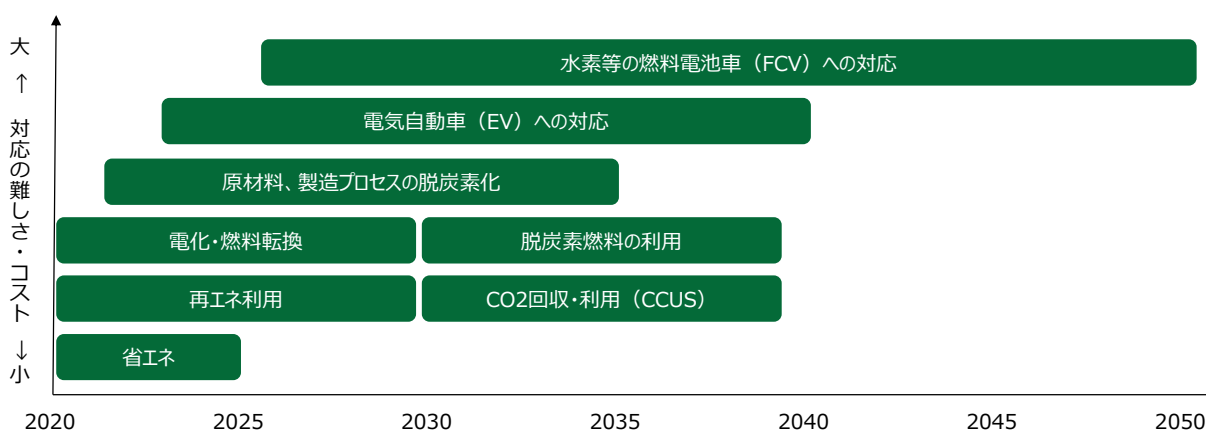 大 ↑ 対応の難しさ・コスト ↓ 小
水素等の燃料電池車（FCV）への対応
電気自動車（EV）への対応
原材料、製造プロセスの脱炭素化
電化・燃料転換
脱炭素燃料の利用
再エネ利用
CO2回収・利用（CCUS）
省エネ
2020
2025
2030
2035
2040
2045
2050